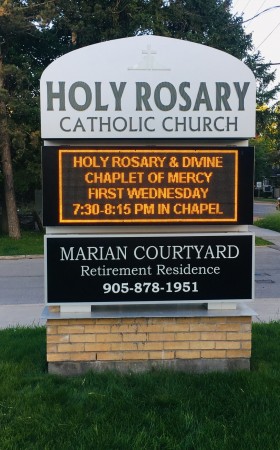 HOLY ROSARY
CATHOLIC CHURCH
HOLY ROSARY & DIVINE
CHAPLET OF MERCY
FIRST WEDNESDAY
7:30-8:15 PM IN CHAPEL
MARIAN COURTYARD
Retirement Residence
905-878-1951